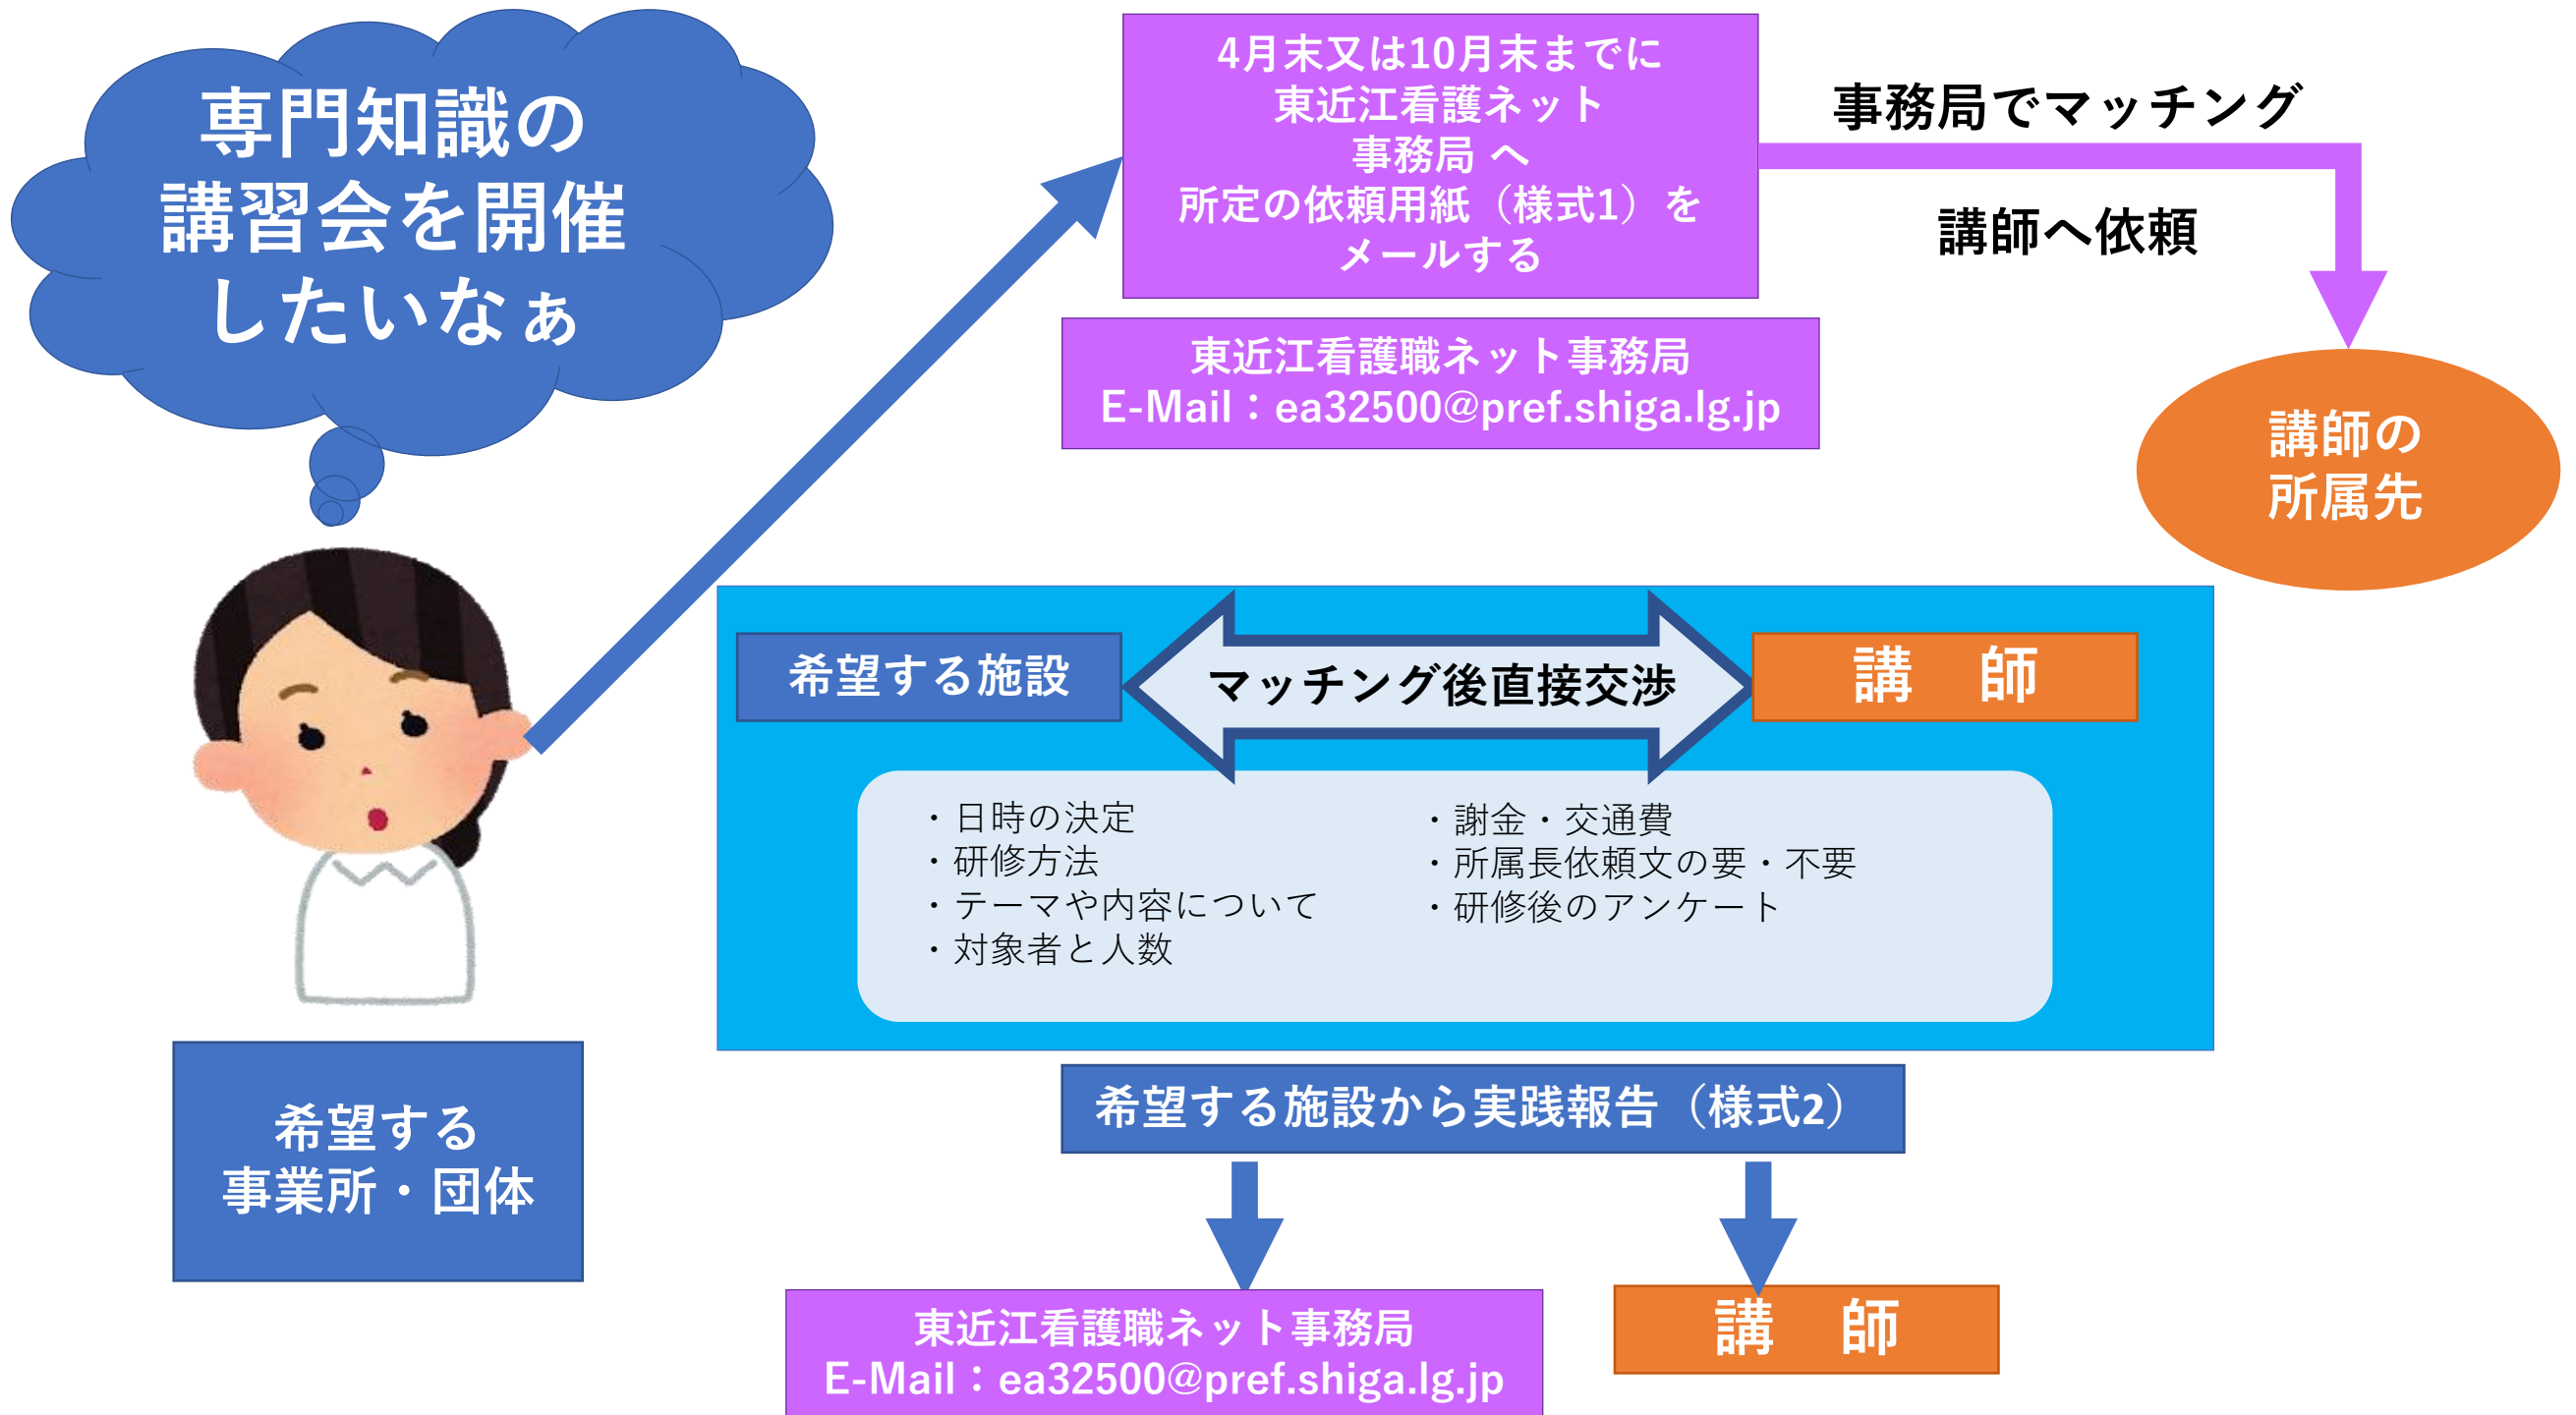 専門知識の
講習会を開催
したいなぁ
4月末又は10月末までに
東近江看護ネット
事務局 へ
所定の依頼用紙（様式1）を
メールする
東近江看護職ネット事務局
E-Mail：ea32500@pref.shiga.lg.jp
事務局でマッチング
講師へ依頼
講師の
所属先
希望する施設
マッチング後直接交渉
講　師
・日時の決定
・研修方法
・テーマや内容について
・対象者と人数
・謝金・交通費
・所属長依頼文の要・不要
・研修後のアンケート
希望する
事業所・団体
希望する施設から実践報告（様式2）
東近江看護職ネット事務局
E-Mail：ea32500@pref.shiga.lg.jp
講　師